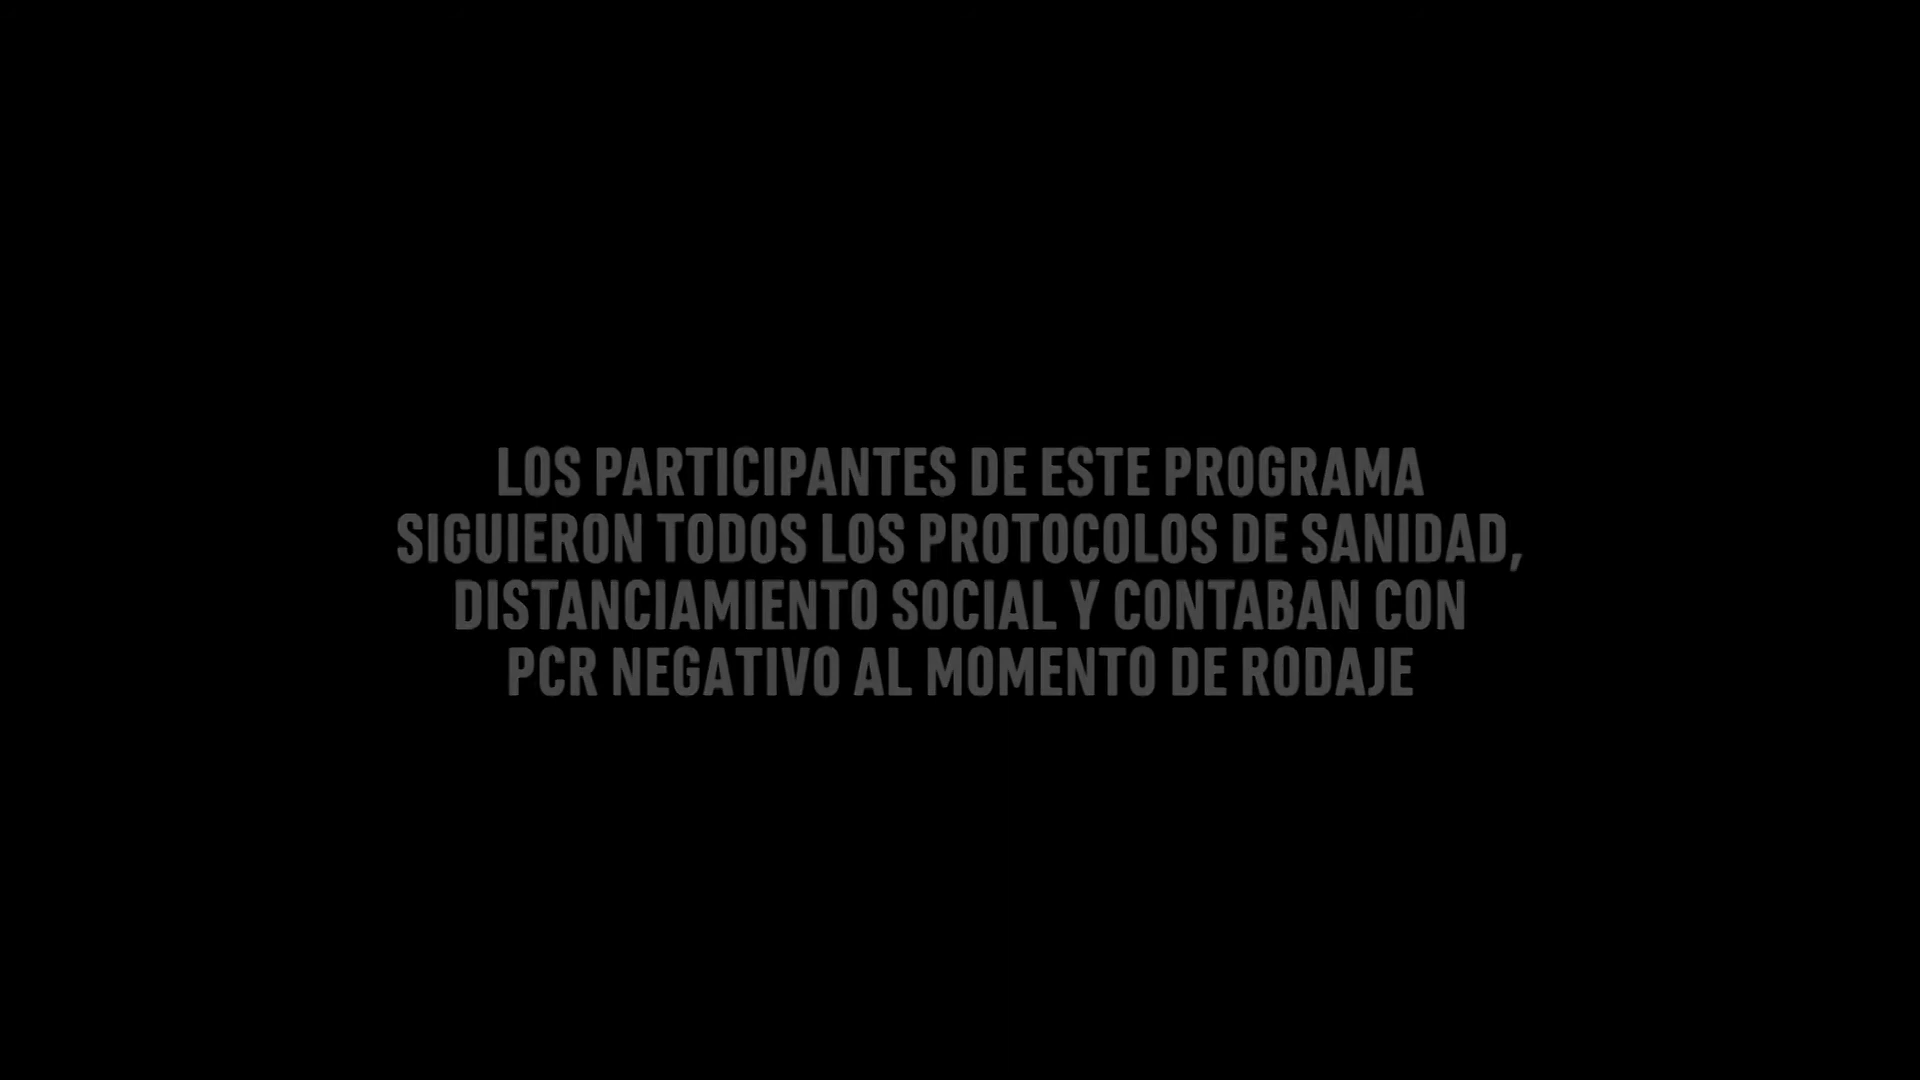 LOS PARTICIPANTES DE ESTE PROGRAMA
SIGUIERON TODOS LOS PROTOCOLOS DE SANIDAD,
DISTANCIAMIENTO SOCIAL Y CONTABAN CON
PCR NEGATIVO AL MOMENTO DE RODAJE